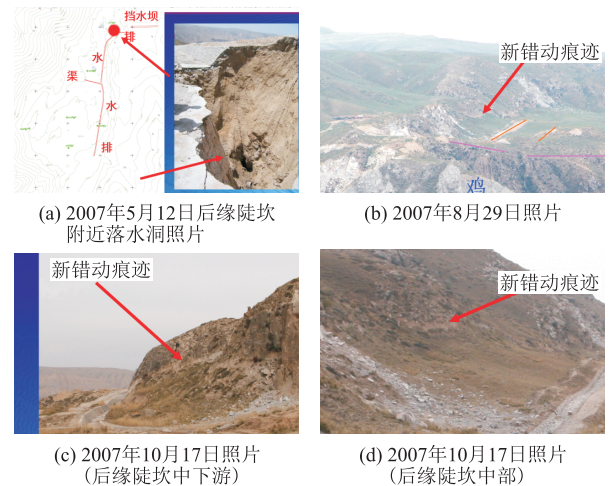 挡水坝
排
水
渠
水
排
(a) 2007年5月12日后缘陡坎
附近落水洞照片
新错动痕迹
鸡
(b) 2007年8月29日照片
新错动痕迹
(c) 2007年10月17日照片
（后缘陡坎中下游）
新错动痕迹
(d) 2007年10月17日照片
（后缘陡坎中部）